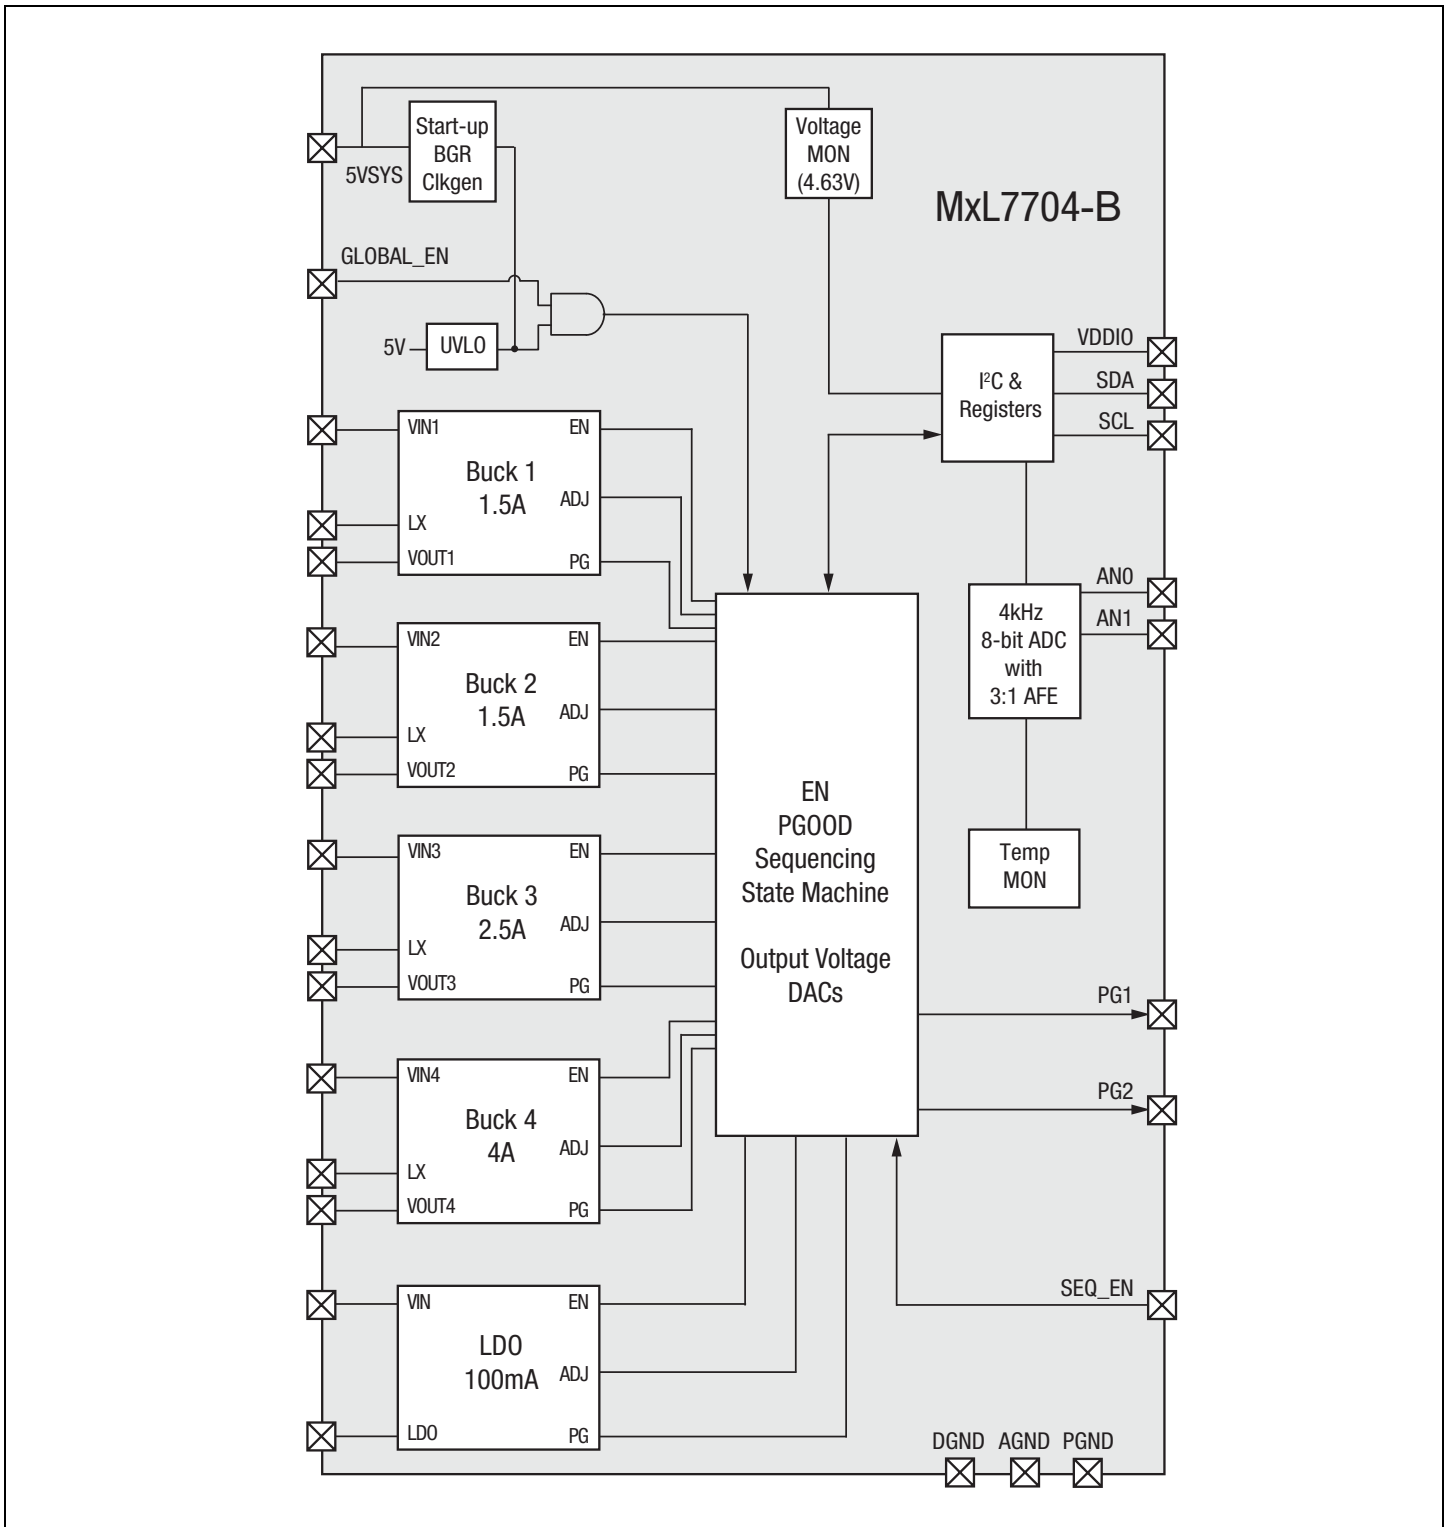 Start-up
BGR
Clkgen
5VSYS
Voltage
MON
(4.63V)
MxL7704-B
GLOBAL_EN
5V
UVLO
I²C &
Registers
VDDIO
SDA
SCL
VIN1
EN
Buck 1
1.5A
ADJ
LX
VOUT1
PG
4kHz
8-bit ADC
with
3:1 AFE
AN0
AN1
VIN2
EN
Buck 2
1.5A
ADJ
LX
VOUT2
PG
EN
PGOOD
Sequencing
State Machine
Output Voltage
DACs
Temp
MON
VIN3
EN
Buck 3
2.5A
ADJ
LX
VOUT3
PG
PG1
PG2
VIN4
EN
Buck 4
4A
ADJ
LX
VOUT4
PG
SEQ_EN
VIN
EN
LDO
100mA
ADJ
LDO
PG
DGND AGND PGND